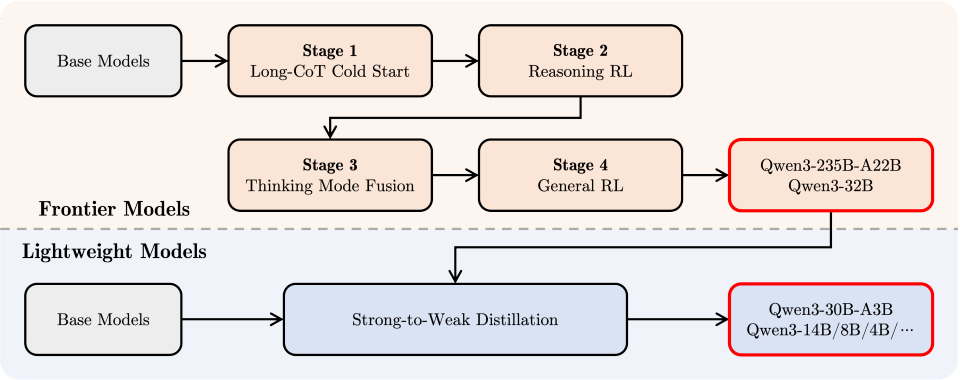 Base Models
Stage 1
Long-CoT Cold Start
Stage 2
Reasoning RL
Stage 3
Thinking Mode Fusion
Stage 4
General RL
Qwen3-235B-A22B
Qwen3-32B
Frontier Models
Lightweight Models
Base Models
Strong-to-Weak Distillation
Qwen3-30B-A3B
Qwen3-14B/8B/4B/⋯